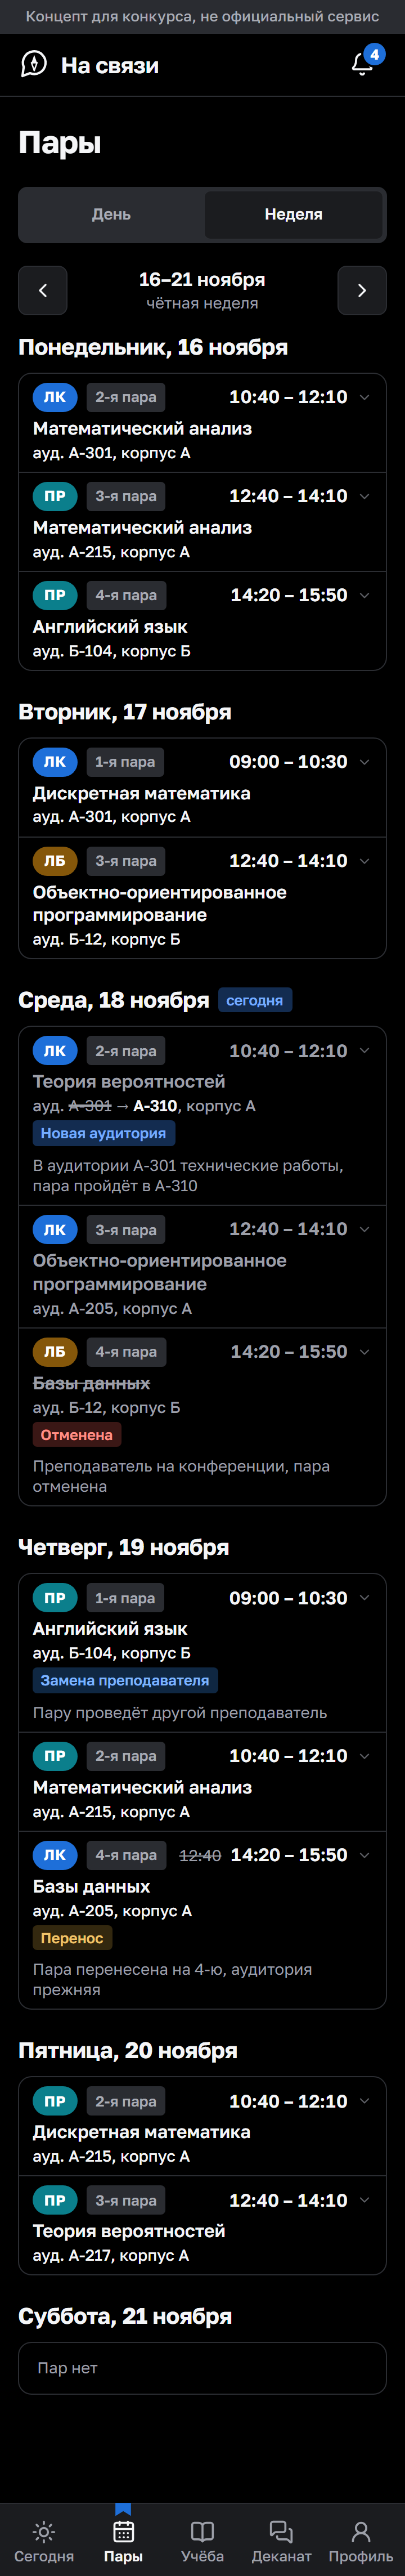 Концепт для конкурса, не официальный сервис
На связи
4
Пары
День
Неделя
16–21 ноября
чётная неделя
Понедельник, 16 ноября
ЛК 2-я пара 10:40 – 12:10
Математический анализ
ауд. А-301, корпус А
ПР 3-я пара 12:40 – 14:10
Математический анализ
ауд. А-215, корпус А
ПР 4-я пара 14:20 – 15:50
Английский язык
ауд. Б-104, корпус Б
Вторник, 17 ноября
ЛК 1-я пара 09:00 – 10:30
Дискретная математика
ауд. А-301, корпус А
ЛБ 3-я пара 12:40 – 14:10
Объектно-ориентированное
программирование
ауд. Б-12, корпус Б
Среда, 18 ноября сегодня
ЛК 2-я пара 10:40 – 12:10
Теория вероятностей
ауд. А-301 → А-310, корпус А
Новая аудитория
В аудитории А-301 технические работы,
пара пройдёт в А-310
ЛК 3-я пара 12:40 – 14:10
Объектно-ориентированное
программирование
ауд. А-205, корпус А
ЛБ 4-я пара 14:20 – 15:50
Базы данных
ауд. Б-12, корпус Б
Отменена
Преподаватель на конференции, пара
отменена
Четверг, 19 ноября
ПР 1-я пара 09:00 – 10:30
Английский язык
ауд. Б-104, корпус Б
Замена преподавателя
Пару проведёт другой преподаватель
ПР 2-я пара 10:40 – 12:10
Математический анализ
ауд. А-215, корпус А
ЛК 4-я пара 12:40 14:20 – 15:50
Базы данных
ауд. А-205, корпус А
Перенос
Пара перенесена на 4-ю, аудитория
прежняя
Пятница, 20 ноября
ПР 2-я пара 10:40 – 12:10
Дискретная математика
ауд. А-215, корпус А
ПР 3-я пара 12:40 – 14:10
Теория вероятностей
ауд. А-217, корпус А
Суббота, 21 ноября
Пар нет
Сегодня
Пары
Учёба
Деканат
Профиль